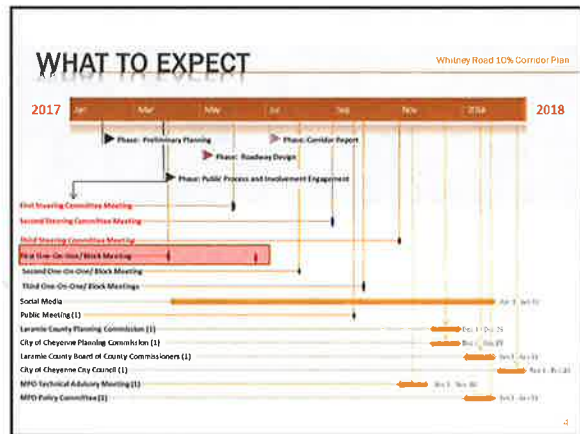 WHAT TO EXPECT
Whitney Road 10% Corridor Plan
2017
Jan
Mar
May
Jul
Sep
Nov
2018
2018
Phase: Preliminary Planning
Phase: Corridor Report
Phase: Roadway Design
Phase: Public Process and Involvement Engagement
First Steering Committee Meeting
Second Steering Committee Meeting
Third Steering Committee Meeting
First One-On-One/ Block Meeting
Second One-On-One/ Block Meeting
Third One-On-One/ Block Meetings
Social Media
Public Meeting (1)
Laramie County Planning Commission (1)
City of Cheyenne Planning Commission (1)
Laramie County Board of County Commissioners (1)
City of Cheyenne City Council (1)
MPO Technical Advisory Meeting (1)
MPO Policy Committee (1)
4